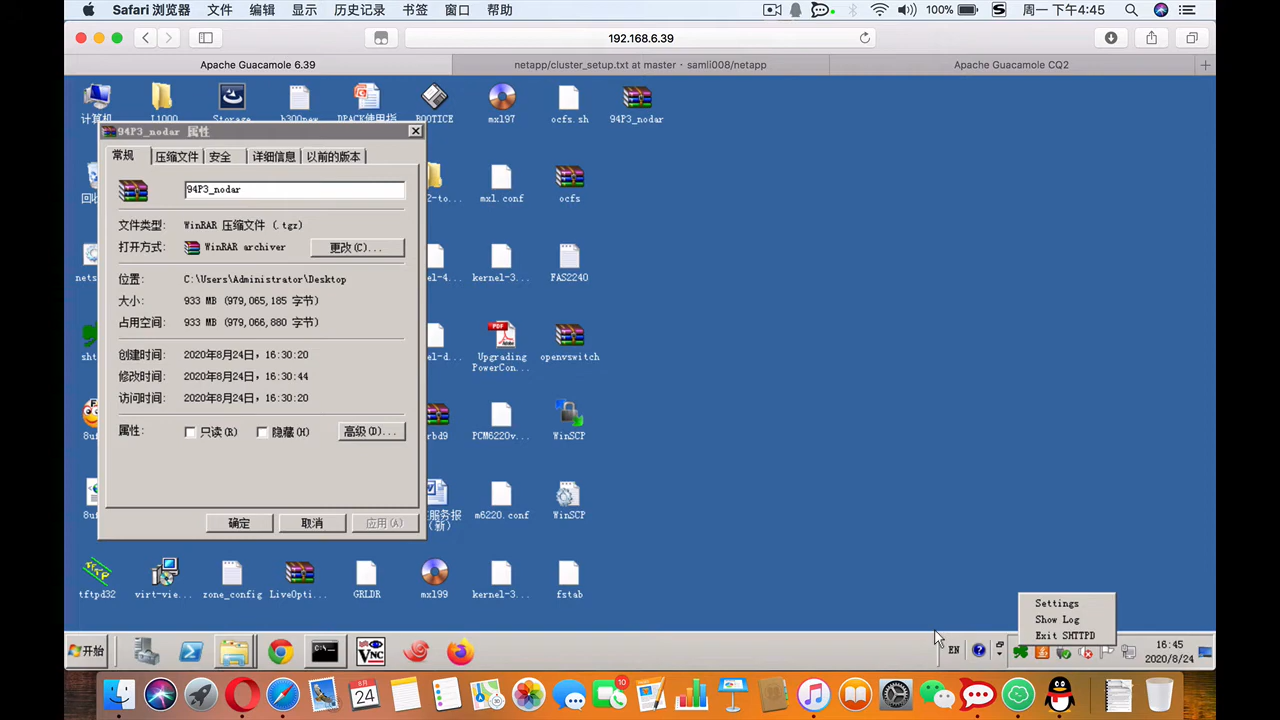 Safari 浏览器 文件 编辑 显示 历史记录 书签 窗口 帮助 100% 周一 下午4:45
192.168.6.39
Apache Guacamole 6.39 netapp/cluster_setup.txt at master · samli008/netapp Apache Guacamole CQ2
计算机 L1000 Storage b300new DPACK使用指 BOOTICE mxl97 ocfs.sh 94P3_nodar
94P3_nodar 属性
常规 压缩文件 安全 详细信息 以前的版本
94P3_nodar
文件类型: WinRAR 压缩文件 (.tgz)
打开方式: WinRAR archiver 更改(C)...
位置: C:\Users\Administrator\Desktop
大小: 933 MB (979,065,185 字节)
占用空间: 933 MB (979,066,880 字节)
创建时间: 2020年8月24日，16:30:20
修改时间: 2020年8月24日，16:30:44
访问时间: 2020年8月24日，16:30:20
属性: 只读(R) 隐藏(H) 高级(D)...
确定 取消 应用(A)
mxl.conf ocfs
kernel-3... FAS2240
Upgrading PowerCon... openvswitch
PCM6220v... WinSCP
m6220.conf WinSCP
tftpd32 virt-vie... zone_config LiveOpti... GRLDR mxl99 kernel-3... fstab
Settings
Show Log
Exit SHTTPD
开始 EN 16:45
2020/8/24
24 10